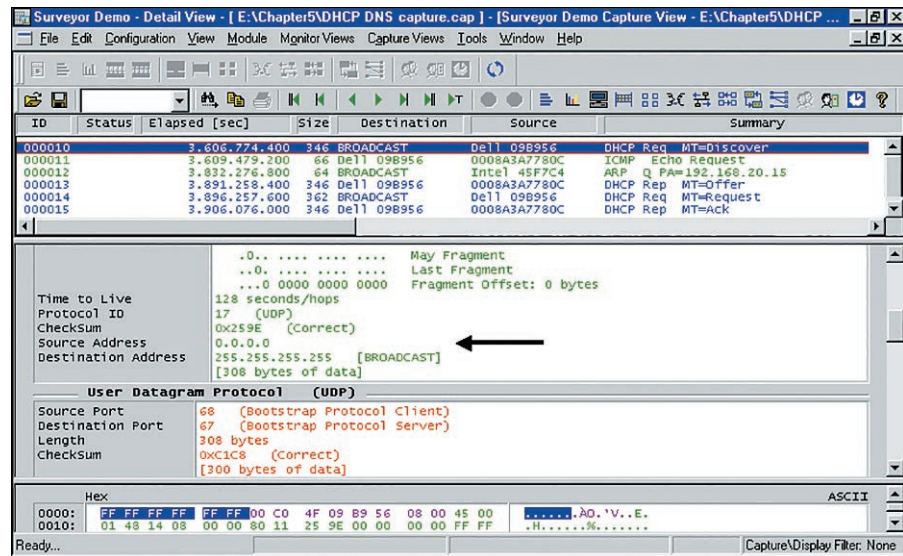 Surveyor Demo - Detail View - [ E:\Chapter5\DHCP DNS capture.cap ] - [Surveyor Demo Capture View - E:\Chapter5\DHCP ...
File Edit Configuration View Module Monitor Views Capture Views Tools Window Help
ID Status Elapsed [sec] Size Destination Source Summary
000010 3.606.774.400 346 BROADCAST Dell 09B956 DHCP Req MT=Discover
000011 3.609.479.200 66 Dell 09B956 0008A3A7780C ICMP Echo Request
000012 3.832.276.800 64 BROADCAST Intel 45F7C4 ARP Q PA=192.168.20.15
000013 3.891.258.400 346 Dell 09B956 0008A3A7780C DHCP Rep MT=Offer
000014 3.896.257.600 362 BROADCAST Dell 09B956 DHCP Req MT=Request
000015 3.906.076.000 346 Dell 09B956 0008A3A7780C DHCP Rep MT=Ack
.0.. .... .... .... May Fragment
..0. .... .... .... Last Fragment
...0 0000 0000 0000 Fragment Offset: 0 bytes
Time to Live 128 seconds/hops
Protocol ID 17 (UDP)
CheckSum 0x259E (Correct)
Source Address 0.0.0.0
Destination Address 255.255.255.255 [BROADCAST]
[308 bytes of data]
User Datagram Protocol (UDP)
Source Port 68 (Bootstrap Protocol Client)
Destination Port 67 (Bootstrap Protocol Server)
Length 308 bytes
CheckSum 0xC1C8 (Correct)
[300 bytes of data]
Hex ASCII
0000: FF FF FF FF FF FF 00 C0 4F 09 B9 56 08 00 45 00 .......ÀO.'V..E.
0010: 01 48 14 08 00 00 80 11 25 9E 00 00 00 00 FF FF .H......%.......
Ready... Capture\Display Filter: None